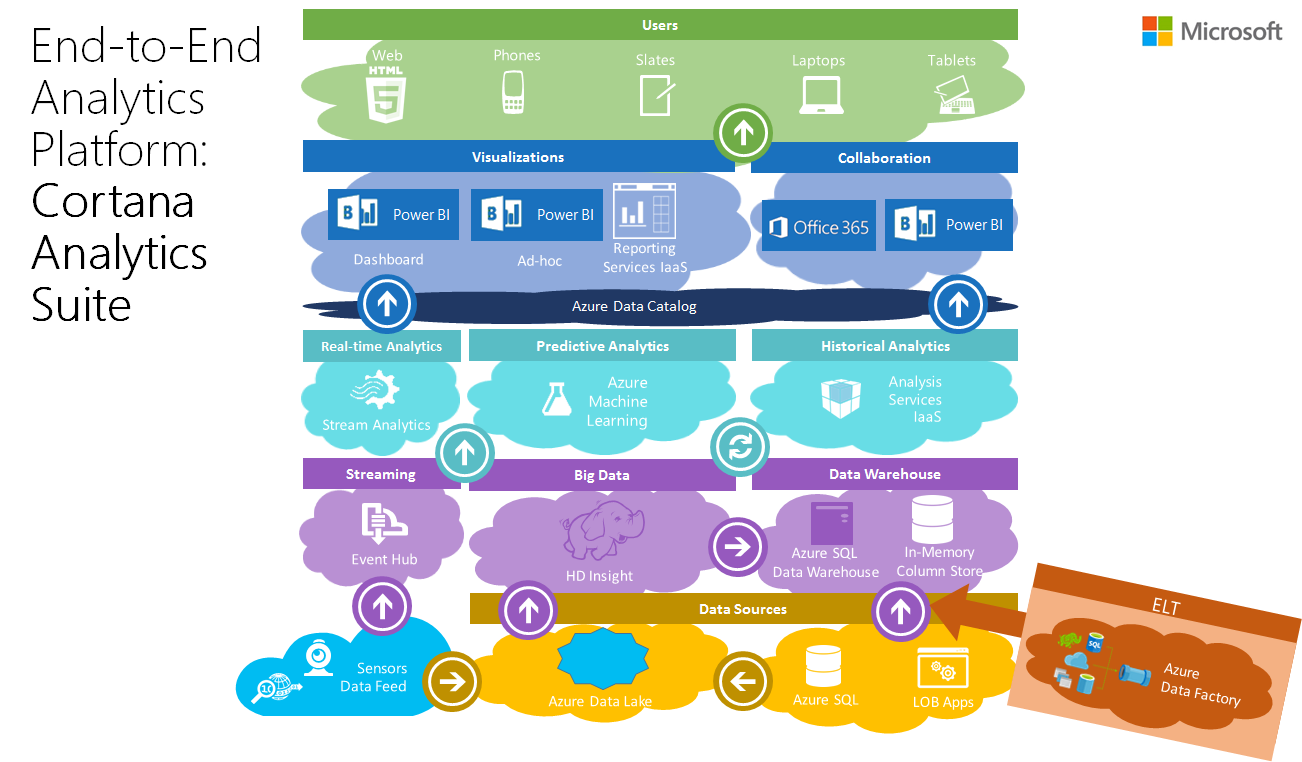 End-to-End
Analytics
Platform:
Cortana
Analytics
Suite
Microsoft
Users
Web
HTML
5
Phones
Slates
Laptops
Tablets
Visualizations
Collaboration
B
Power BI
Dashboard
B
Power BI
Ad-hoc
Reporting
Services IaaS
Office 365
B
Power BI
Azure Data Catalog
Real-time Analytics
Predictive Analytics
Historical Analytics
Stream Analytics
Azure
Machine
Learning
Analysis
Services
IaaS
Streaming
Big Data
Data Warehouse
Event Hub
HD Insight
Azure SQL
Data Warehouse
In-Memory
Column Store
Data Sources
Sensors
Data Feed
Azure Data Lake
Azure SQL
LOB Apps
ELT
SQL
Azure
Data Factory